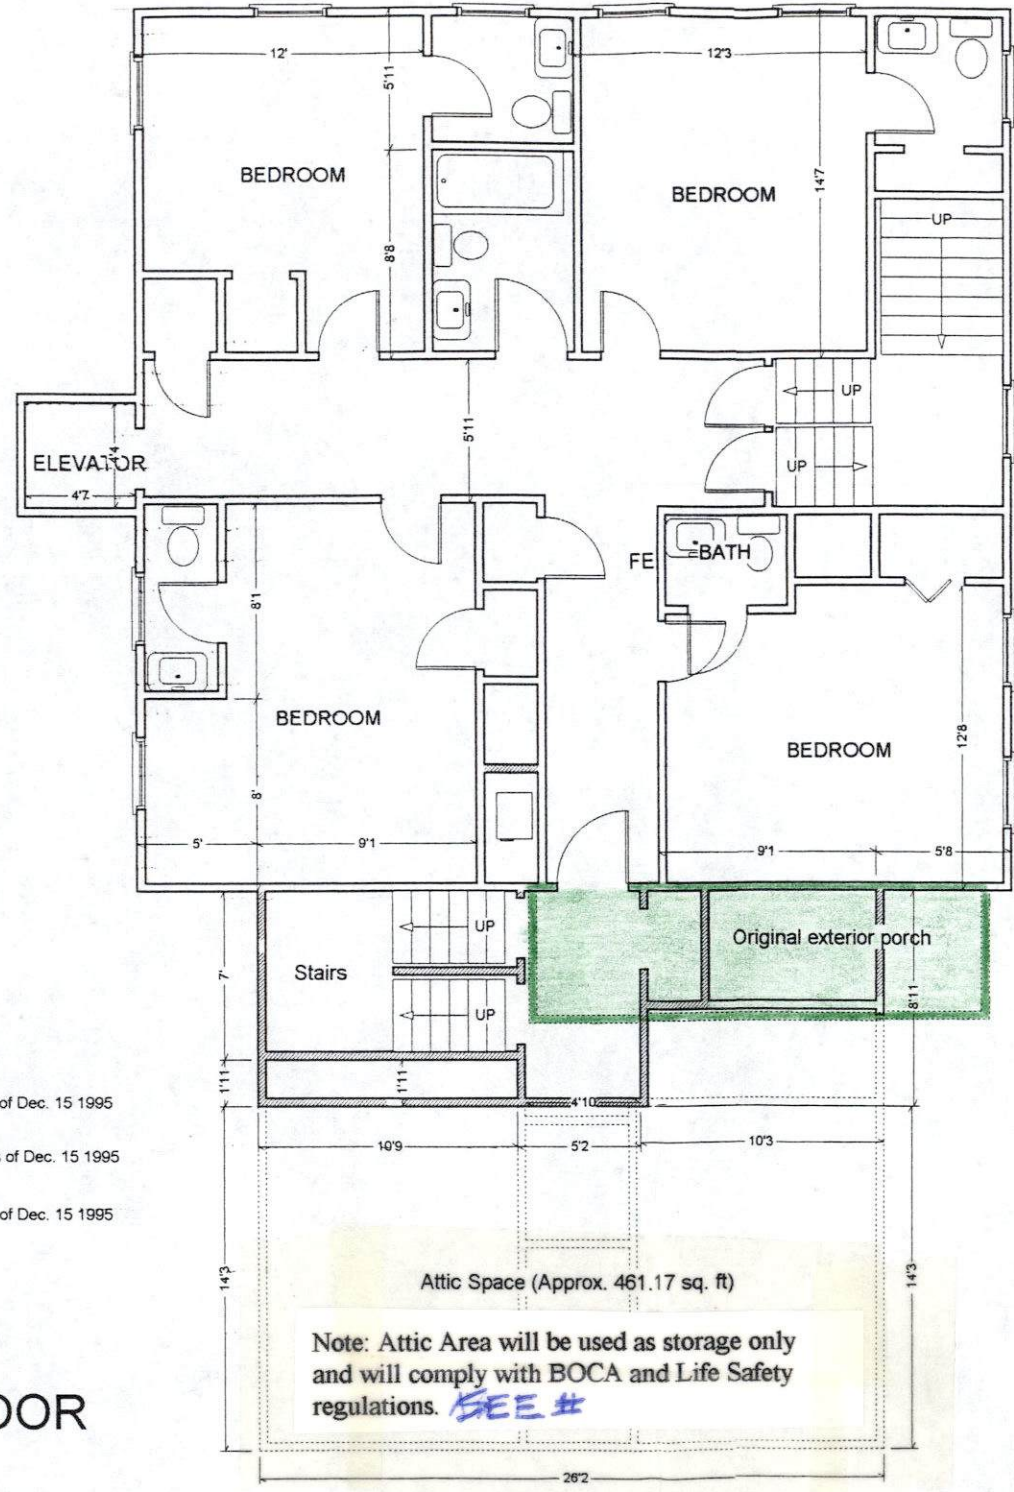 12'
5'11
12'3
BEDROOM
8'8
BEDROOM
14'7
UP
UP
UP
5'11
ELEVATOR
4'4
4'7
FE
BATH
8'1
BEDROOM
8'
5'
9'1
BEDROOM
12'8
9'1
5'8
UP
Stairs
UP
7'
Original exterior porch
8'11
1'11
1'11
4'10
of Dec. 15 1995
of Dec. 15 1995
of Dec. 15 1995
10'9
5'2
10'3
14'3
14'3
Attic Space (Approx. 461.17 sq. ft)
Note: Attic Area will be used as storage only
and will comply with BOCA and Life Safety
regulations. SEE #
OOR
26'2